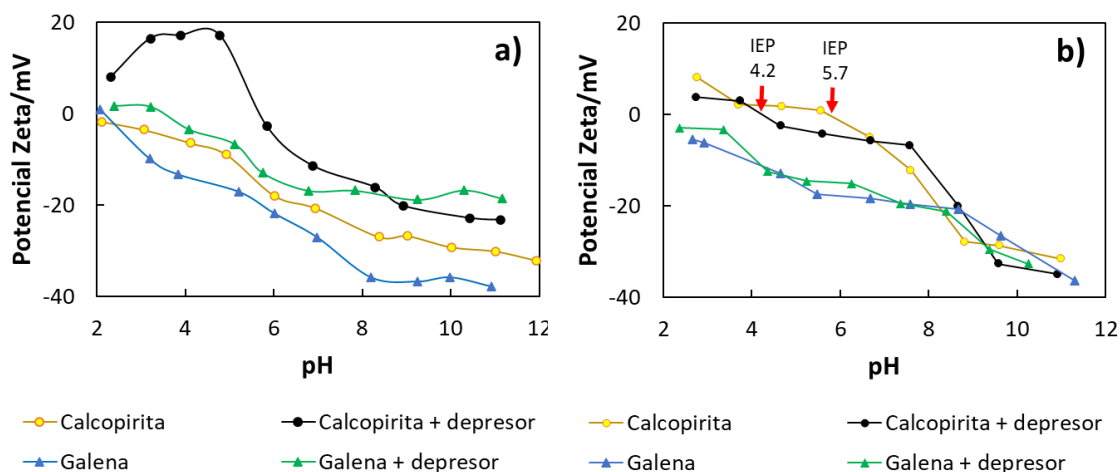 a)
Potencial Zeta/mV
20
0
-20
-40
2 4 6 8 10 12
pH
Calcopirita
Calcopirita + depresor
Galena
Galena + depresor
b)
Potencial Zeta/mV
20
0
-20
-40
IEP
4.2
IEP
5.7
2 4 6 8 10 12
pH
Calcopirita
Calcopirita + depresor
Galena
Galena + depresor